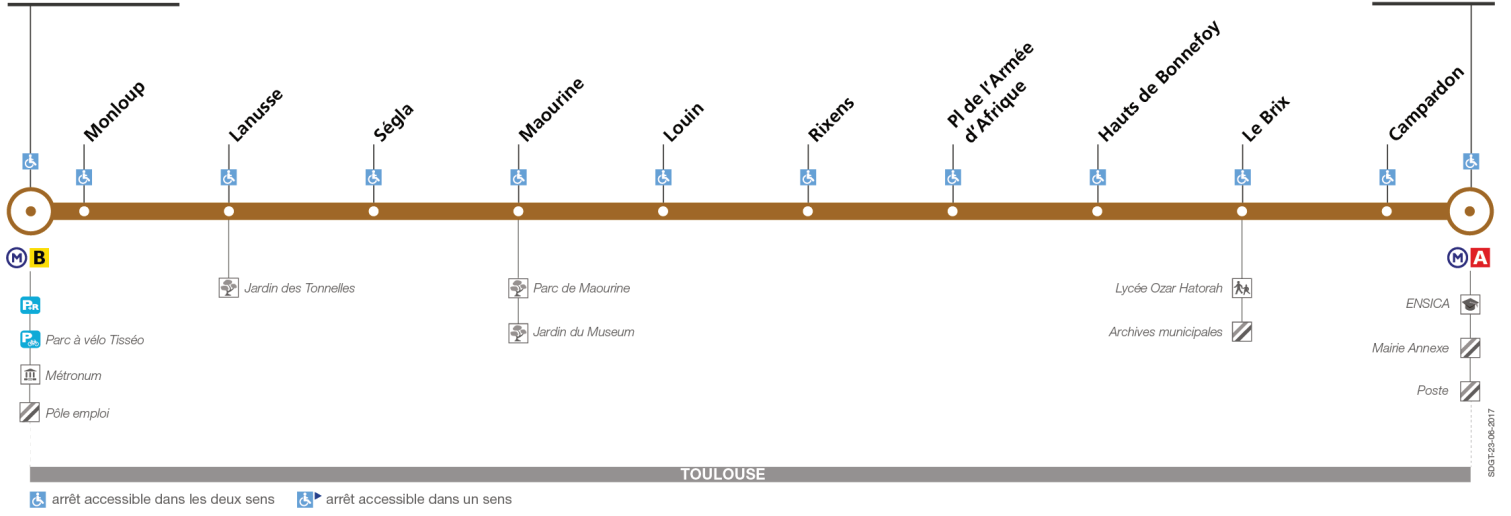 Monloup
Lanusse
Ségla
Maourine
Louin
Rixens
Pl de l'Armée
d'Afrique
Hauts de Bonnefoy
Le Brix
Campardon
M B
M A
P+R
Jardin des Tonnelles
Parc de Maourine
Lycée Ozar Hatorah
ENSICA
P
Parc à vélo Tisséo
Jardin du Museum
Archives municipales
Mairie Annexe
Métronum
Poste
Pôle emploi
SDGT-23-06-2017
TOULOUSE
arrêt accessible dans les deux sens
arrêt accessible dans un sens